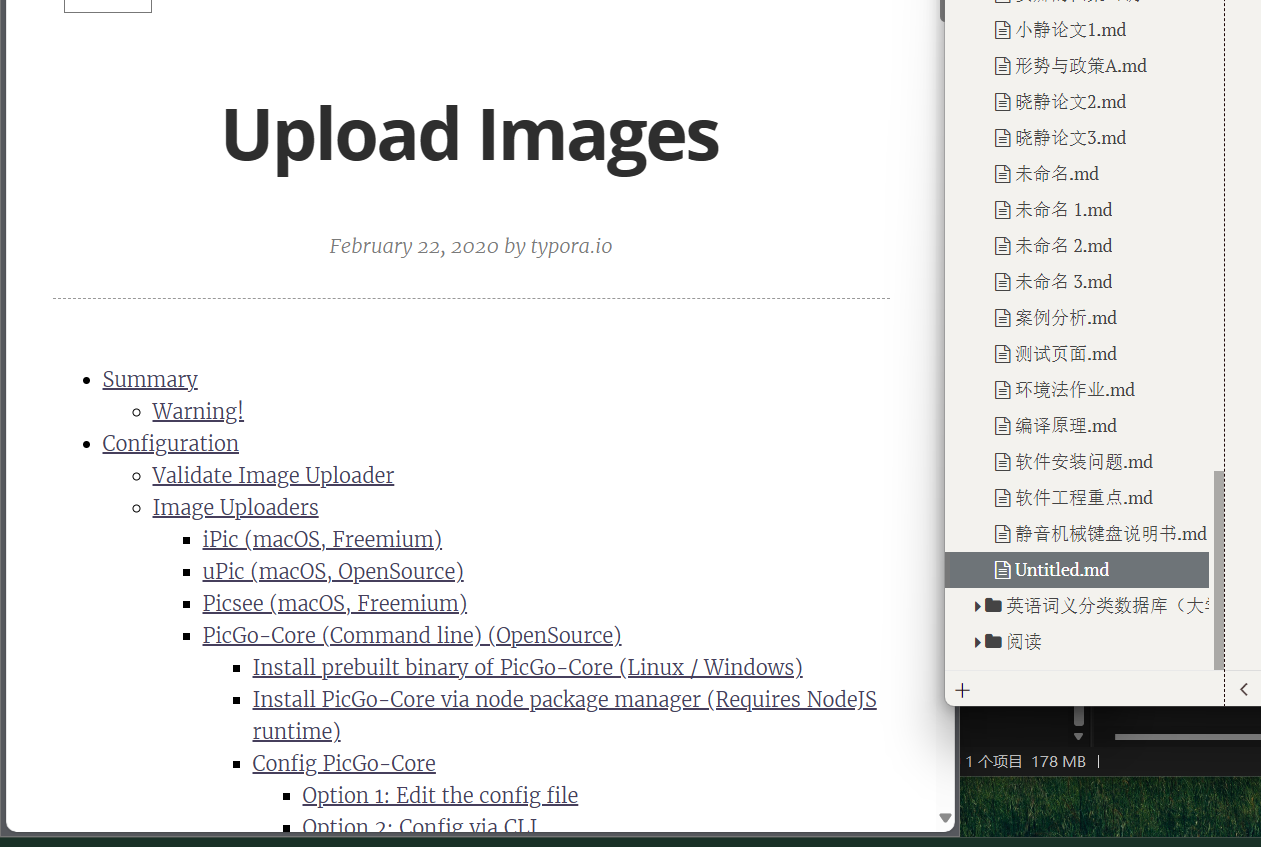 Upload Images
February 22, 2020 by typora.io
Summary
Warning!
Configuration
Validate Image Uploader
Image Uploaders
iPic (macOS, Freemium)
uPic (macOS, OpenSource)
Picsee (macOS, Freemium)
PicGo-Core (Command line) (OpenSource)
Install prebuilt binary of PicGo-Core (Linux / Windows)
Install PicGo-Core via node package manager (Requires NodeJS
runtime)
Config PicGo-Core
Option 1: Edit the config file
Option 2: Config via CLI
小静论文1.md
形势与政策A.md
晓静论文2.md
晓静论文3.md
未命名.md
未命名 1.md
未命名 2.md
未命名 3.md
案例分析.md
测试页面.md
环境法作业.md
编译原理.md
软件安装问题.md
软件工程重点.md
静音机械键盘说明书.md
Untitled.md
英语词义分类数据库（大
阅读
1 个项目 178 MB